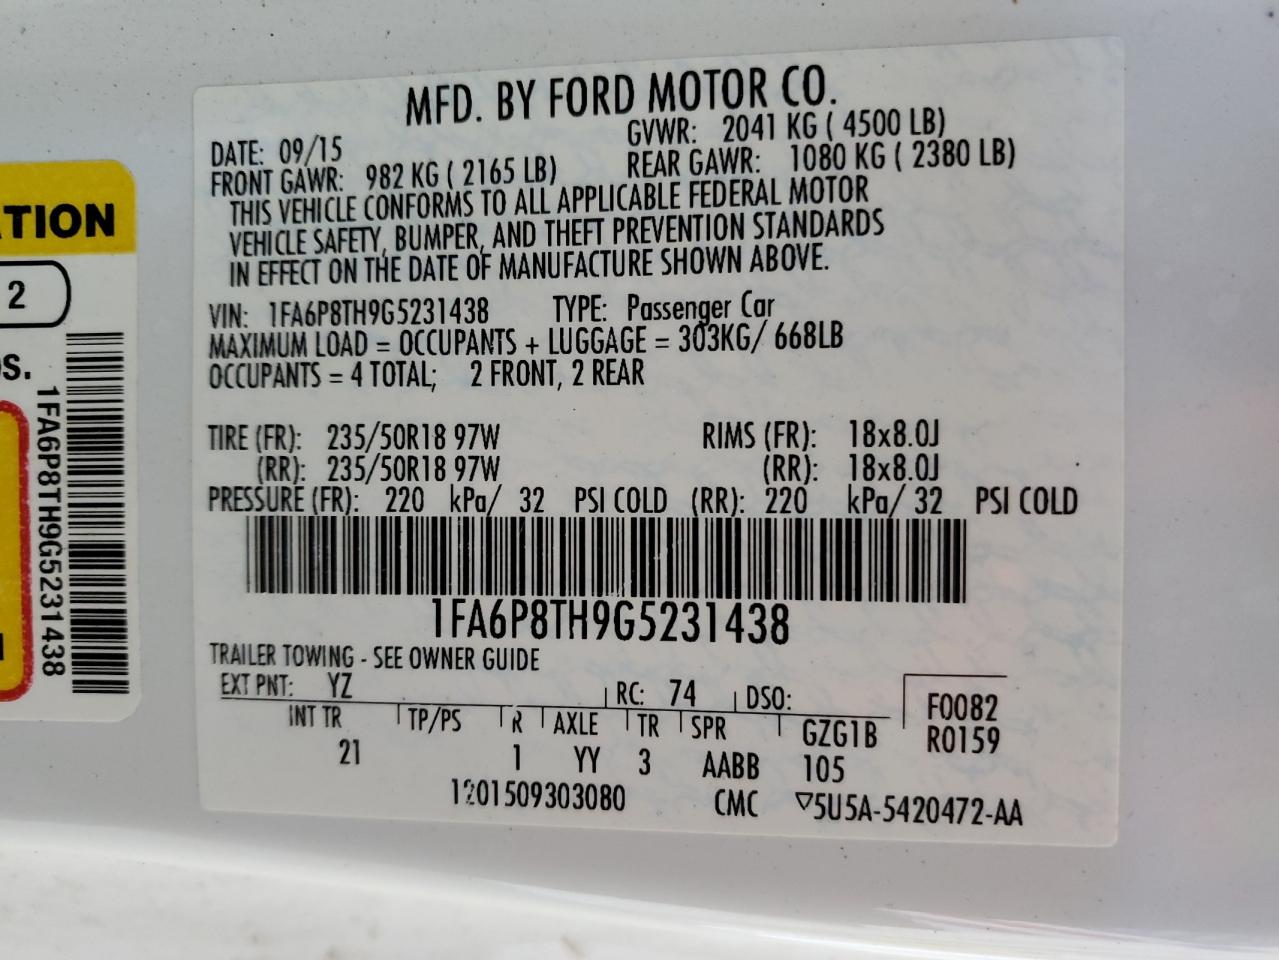 MFD. BY FORD MOTOR CO.
DATE: 09/15 GVWR: 2041 KG ( 4500 LB)
FRONT GAWR: 982 KG ( 2165 LB) REAR GAWR: 1080 KG ( 2380 LB)
THIS VEHICLE CONFORMS TO ALL APPLICABLE FEDERAL MOTOR
VEHICLE SAFETY, BUMPER, AND THEFT PREVENTION STANDARDS
IN EFFECT ON THE DATE OF MANUFACTURE SHOWN ABOVE.
VIN: 1FA6P8TH9G5231438 TYPE: Passenger Car
MAXIMUM LOAD = OCCUPANTS + LUGGAGE = 303KG/ 668LB
OCCUPANTS = 4 TOTAL; 2 FRONT, 2 REAR
TIRE (FR): 235/50R18 97W RIMS (FR): 18x8.0J
(RR): 235/50R18 97W (RR): 18x8.0J
PRESSURE (FR): 220 kPa/ 32 PSI COLD (RR): 220 kPa/ 32 PSI COLD
1FA6P8TH9G5231438
TRAILER TOWING - SEE OWNER GUIDE
EXT PNT: YZ RC: 74 DSO: F0082
INT TR TP/PS R AXLE TR SPR GZG1B R0159
21 1 YY 3 AABB 105
1201509303080 CMC ▽5U5A-5420472-AA
2
1FA6P8TH9G5231438